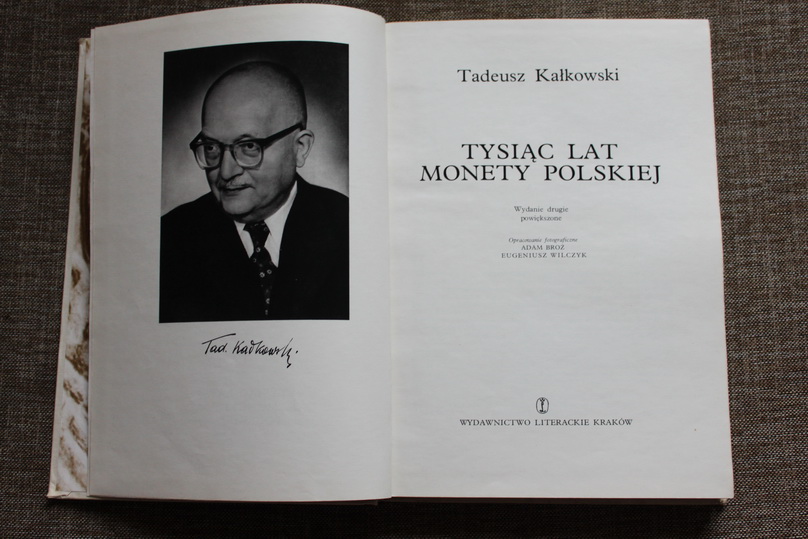 Tad. Kałkowski.
Tadeusz Kałkowski
TYSIĄC LAT
MONETY POLSKIEJ
Wydanie drugie
powiększone
Opracowanie fotograficzne
ADAM BROŻ
EUGENIUSZ WILCZYK
WYDAWNICTWO LITERACKIE KRAKÓW